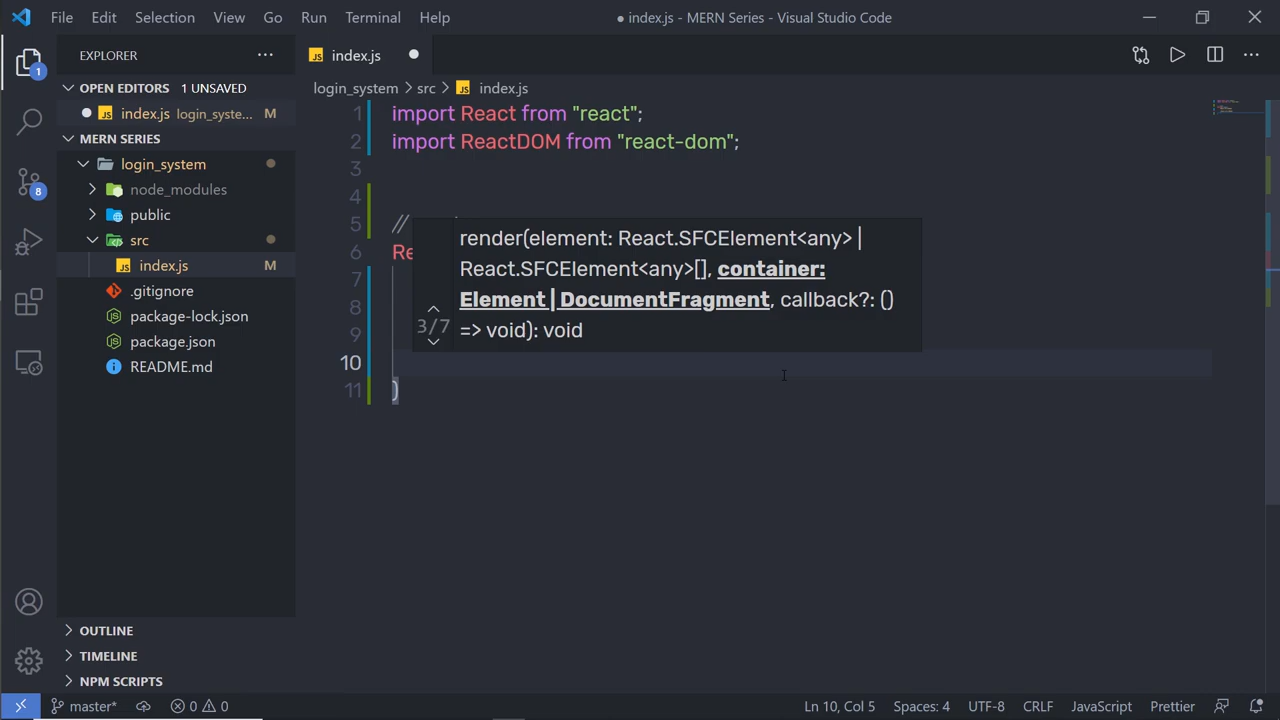 File Edit Selection View Go Run Terminal Help
● index.js - MERN Series - Visual Studio Code
EXPLORER
OPEN EDITORS 1 UNSAVED
index.js login_syste... M
MERN SERIES
login_system
node_modules
public
src
index.js M
.gitignore
package-lock.json
package.json
README.md
OUTLINE
TIMELINE
NPM SCRIPTS
1
8
JS index.js
login_system > src > JS index.js
1 import React from "react";
2 import ReactDOM from "react-dom";
3
4
5 //
6 Re
7
8
9
10
11 )
render(element: React.SFCElement<any> |
React.SFCElement<any>[], container:
Element | DocumentFragment, callback?: ()
=> void): void
3/7
master* 0 0 Ln 10, Col 5 Spaces: 4 UTF-8 CRLF JavaScript Prettier